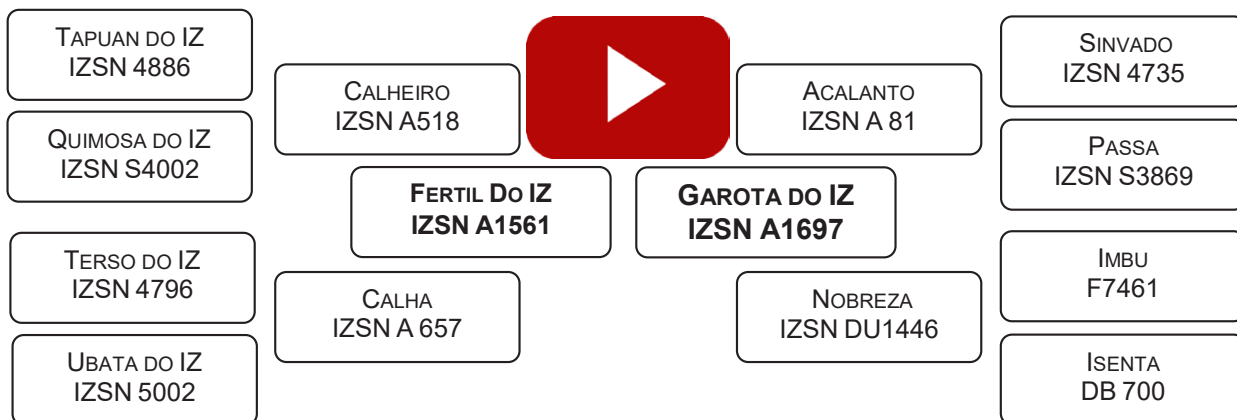 TAPUAN DO IZ
IZSN 4886
QUIMOSA DO IZ
IZSN S4002
TERSO DO IZ
IZSN 4796
UBATA DO IZ
IZSN 5002
CALHEIRO
IZSN A518
CALHA
IZSN A 657
FERTIL DO IZ
IZSN A1561
GAROTA DO IZ
IZSN A1697
ACALANTO
IZSN A 81
NOBREZA
IZSN DU1446
SINVADO
IZSN 4735
PASSA
IZSN S3869
IMBU
F7461
ISENTA
DB 700